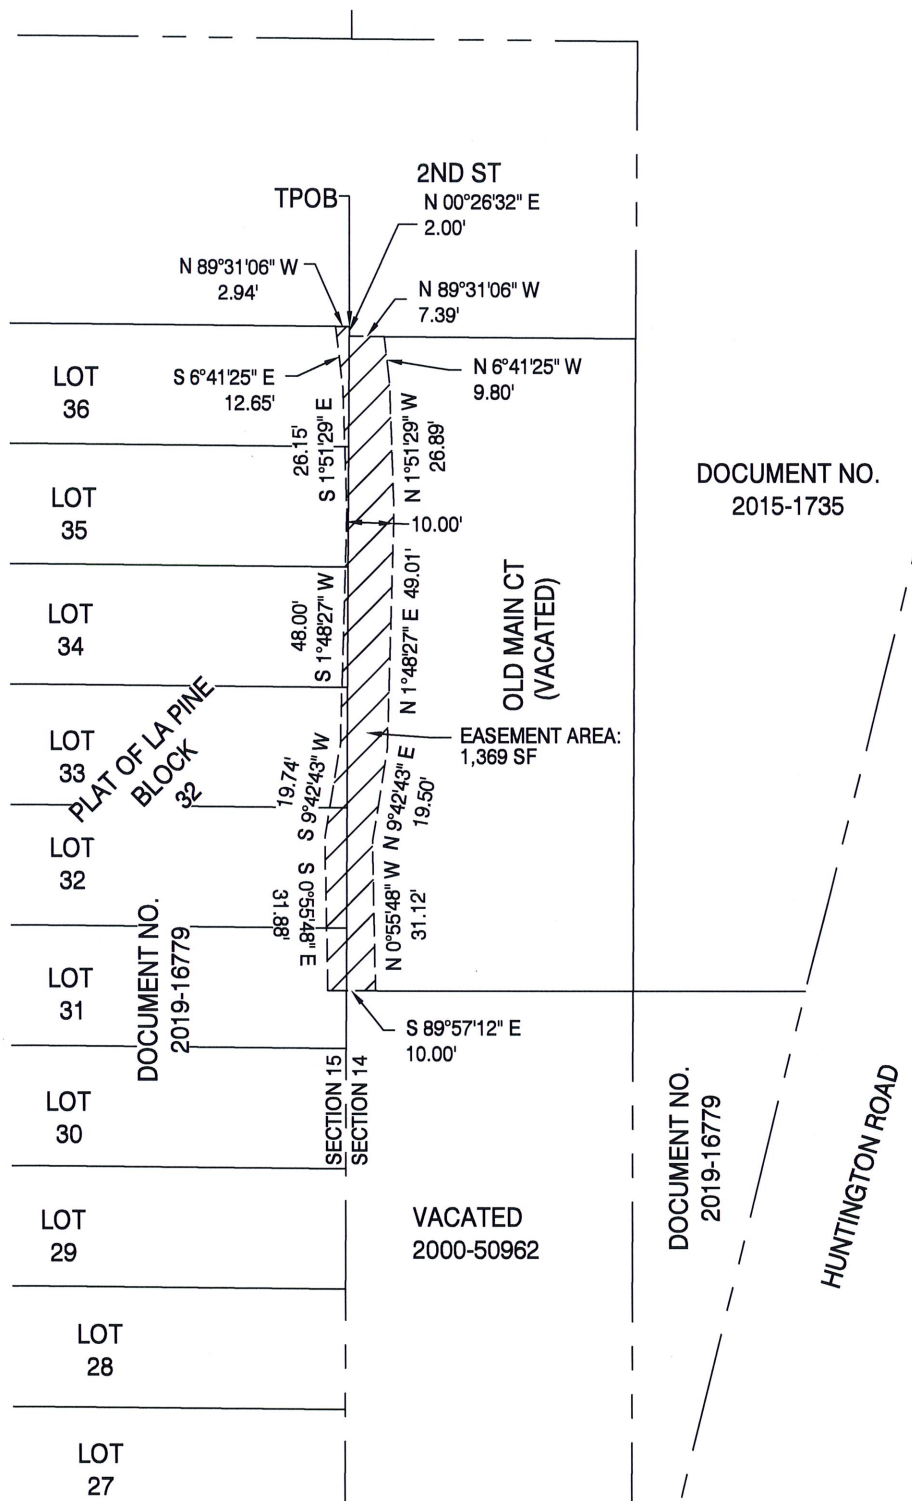 2ND ST
TPOB
N 00°26'32" E
2.00'
N 89°31'06" W
2.94'
N 89°31'06" W
7.39'
S 6°41'25" E
12.65'
N 6°41'25" W
9.80'
LOT
36
26.15'
S 1°51'29" E
N 1°51'29" W
26.89'
DOCUMENT NO.
2015-1735
LOT
35
10.00'
48.00'
S 1°48'27" W
N 1°48'27" E 49.01'
OLD MAIN CT
(VACATED)
LOT
34
PLAT OF LA PINE
BLOCK
32
LOT
33
EASEMENT AREA:
1,369 SF
19.74'
S 9°42'43" W
N 9°42'43" E
19.50'
LOT
32
S 0°55'48" E
31.88'
N 0°55'48" W
31.12'
DOCUMENT NO.
2019-16779
LOT
31
S 89°57'12" E
10.00'
SECTION 15
SECTION 14
LOT
30
DOCUMENT NO.
2019-16779
HUNTINGTON ROAD
LOT
29
VACATED
2000-50962
LOT
28
LOT
27